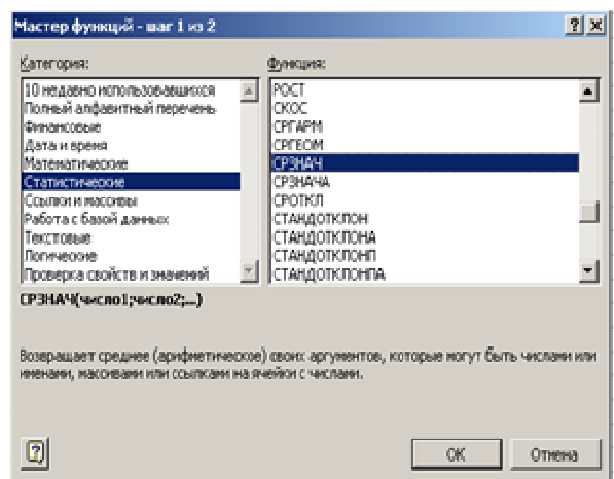 Мастер функций - шаг 1 из 2
Категория:
10 недавно использовавшихся
Полный алфавитный перечень
Финансовые
Дата и время
Математические
Статистические
Ссылки и массивы
Работа с базой данных
Текстовые
Логические
Проверка свойств и значений
Функция:
РОСТ
СКОС
СРГАРМ
СРГЕОМ
СРЗНАЧ
СРЗНАЧА
СРОТКЛ
СТАНДОТКЛОН
СТАНДОТКЛОНА
СТАНДОТКЛОНП
СТАНДОТКЛОНПА
СРЗНАЧ(число1;число2;...)
Возвращает среднее (арифметическое) своих аргументов, которые могут быть числами или
именами, массивами или ссылками на ячейки с числами.
ОК
Отмена